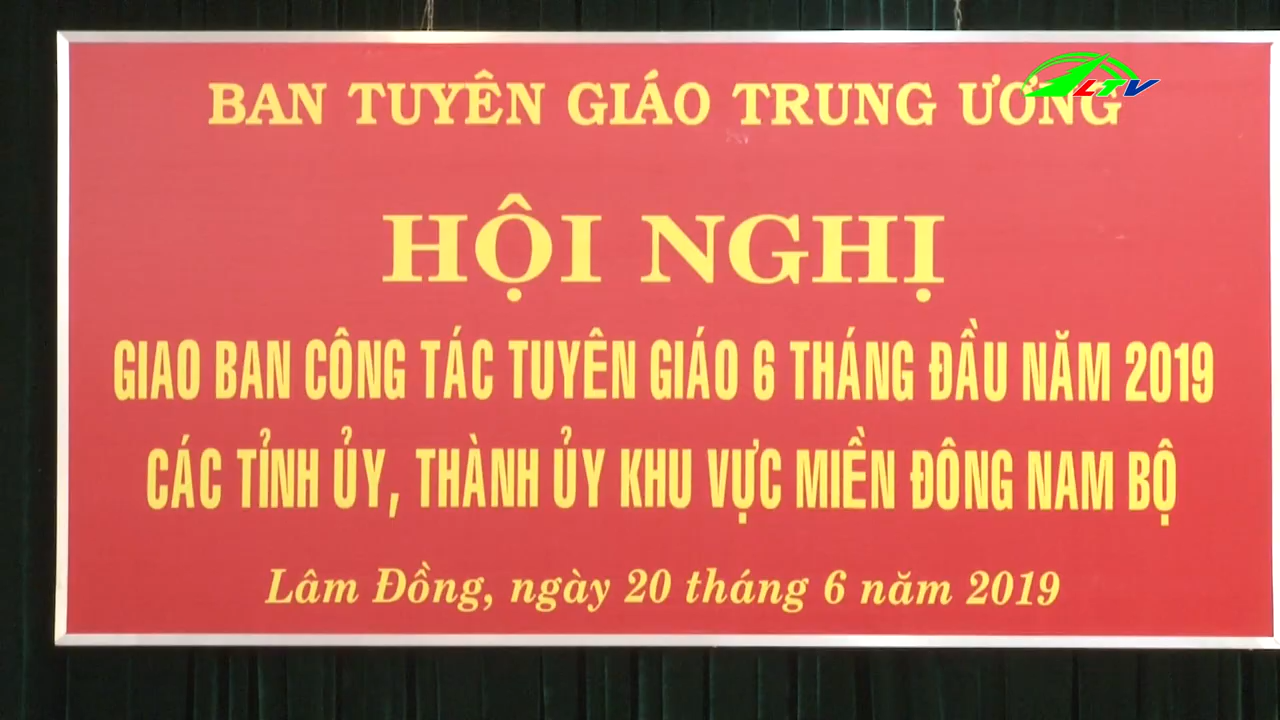 BAN TUYÊN GIÁO TRUNG ƯƠNG
LTV
HỘI NGHỊ
GIAO BAN CÔNG TÁC TUYÊN GIÁO 6 THÁNG ĐẦU NĂM 2019
CÁC TỈNH ỦY, THÀNH ỦY KHU VỰC MIỀN ĐÔNG NAM BỘ
Lâm Đồng, ngày 20 tháng 6 năm 2019